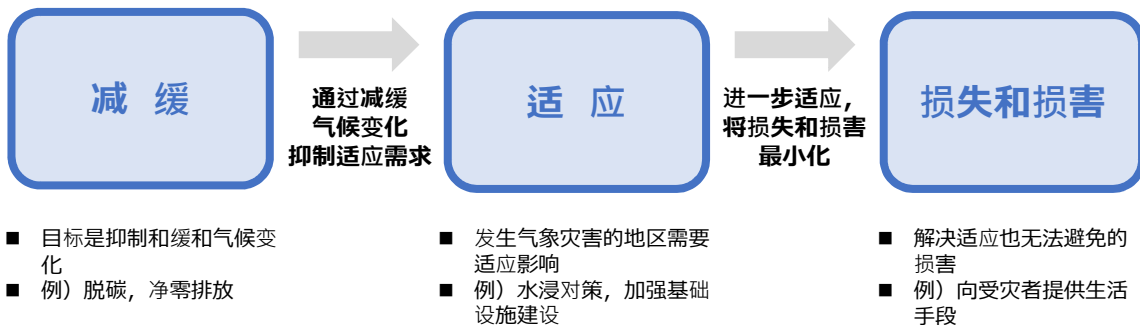 减 缓
通过减缓
气候变化
抑制适应需求
适 应
进一步适应，
将损失和损害
最小化
损失和损害
■ 目标是抑制和缓和气候变
化
■ 例）脱碳，净零排放
■ 发生气象灾害的地区需要
适应影响
■ 例）水浸对策，加强基础
设施建设
■ 解决适应也无法避免的
损害
■ 例）向受灾者提供生活
手段